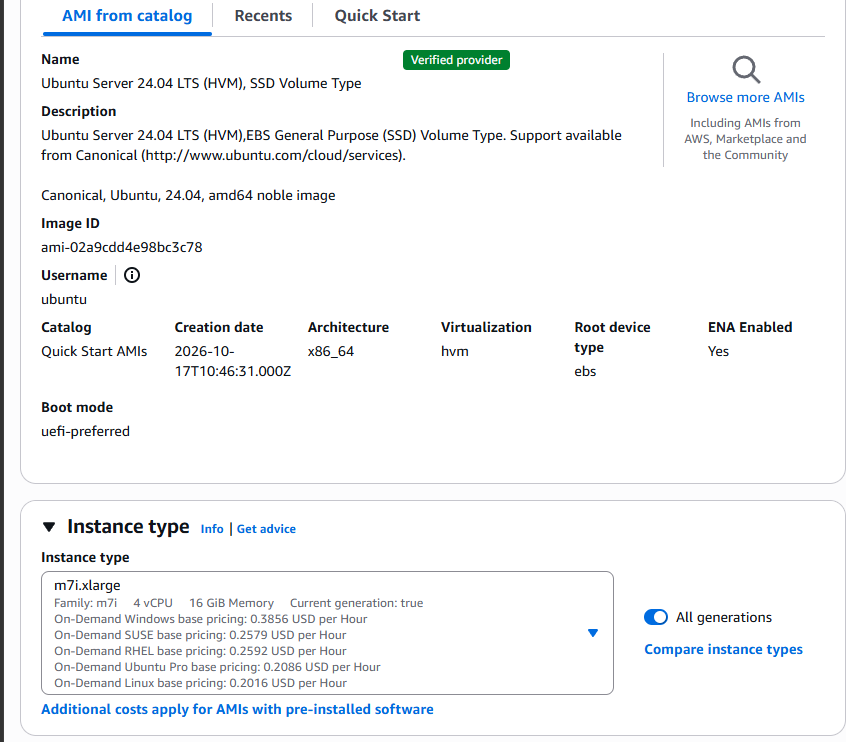 AMI from catalog
Recents
Quick Start
Name
Verified provider
Ubuntu Server 24.04 LTS (HVM), SSD Volume Type
Description
Ubuntu Server 24.04 LTS (HVM),EBS General Purpose (SSD) Volume Type. Support available
from Canonical (http://www.ubuntu.com/cloud/services).
Canonical, Ubuntu, 24.04, amd64 noble image
Browse more AMIs
Including AMIs from
AWS, Marketplace and
the Community
Image ID
ami-02a9cdd4e98bc3c78
Username
ubuntu
Catalog
Quick Start AMIs
Creation date
2026-10-
17T10:46:31.000Z
Architecture
x86_64
Virtualization
hvm
Root device
type
ebs
ENA Enabled
Yes
Boot mode
uefi-preferred
Instance type
Info | Get advice
Instance type
m7i.xlarge
Family: m7i 4 vCPU 16 GiB Memory Current generation: true
On-Demand Windows base pricing: 0.3856 USD per Hour
On-Demand SUSE base pricing: 0.2579 USD per Hour
On-Demand RHEL base pricing: 0.2592 USD per Hour
On-Demand Ubuntu Pro base pricing: 0.2086 USD per Hour
On-Demand Linux base pricing: 0.2016 USD per Hour
All generations
Compare instance types
Additional costs apply for AMIs with pre-installed software